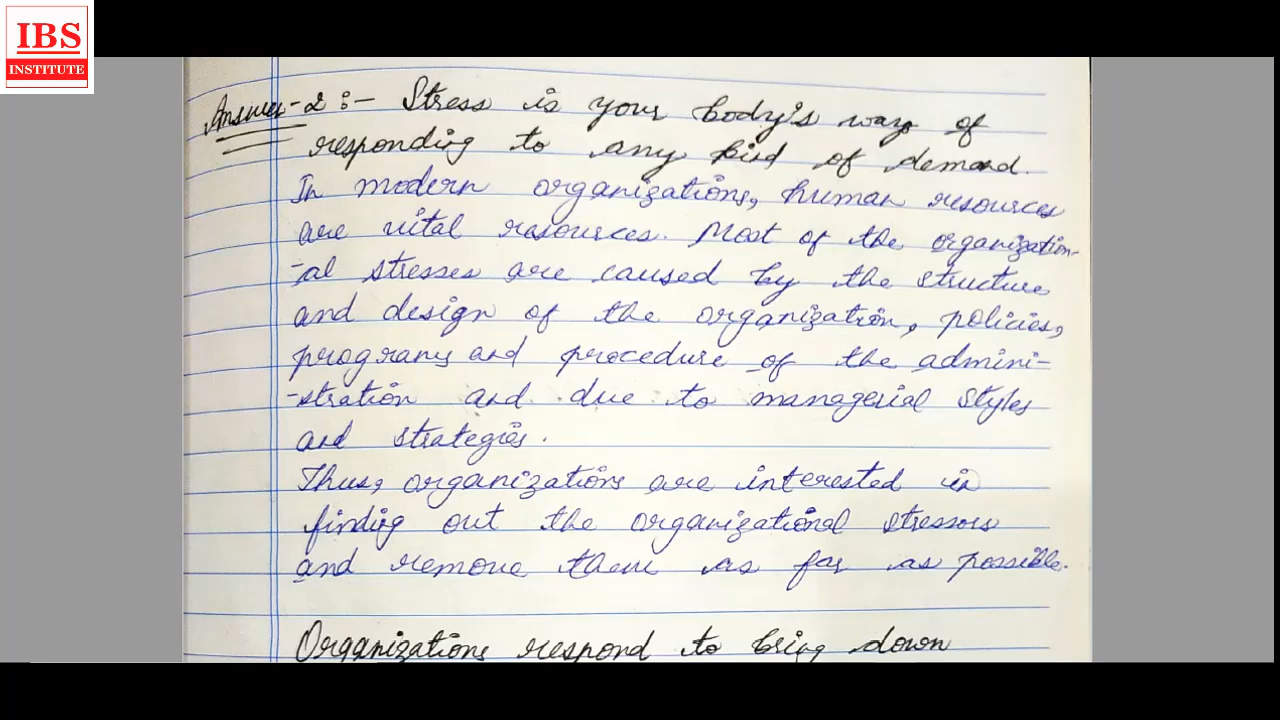 IBS
INSTITUTE
Answer-2 :- Stress is your body's way of
responding to any kind of demand.
In modern organizations, human resources
are vital resources. Most of the organization-
-al stresses are caused by the structure
and design of the organization, policies,
programs and procedure of the admini-
-stration and due to managerial styles
and strategies.
Thus, organizations are interested in
finding out the organizational stressors
and remove them as far as possible.
Organizations respond to bring down